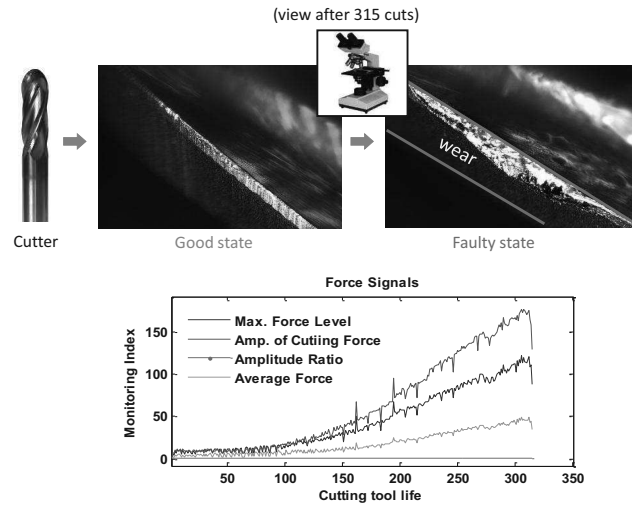 (view after 315 cuts)
wear
Cutter
Good state
Faulty state
Force Signals
Max. Force Level
Amp. of Cutiing Force
Amplitude Ratio
Average Force
Monitoring Index
150
100
50
0
50 100 150 200 250 300 350
Cutting tool life